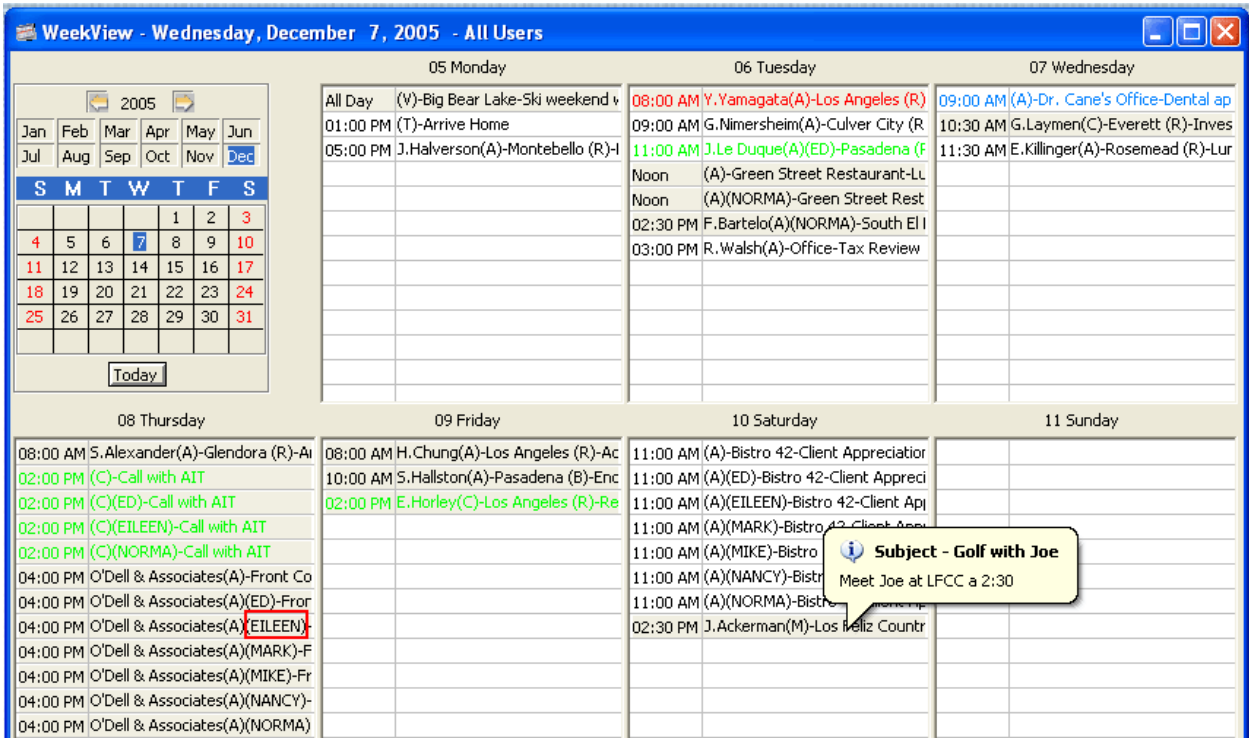 WeekView - Wednesday, December 7, 2005 - All Users
2005
Jan Feb Mar Apr May Jun
Jul Aug Sep Oct Nov Dec
S M T W T F S
1 2 3
4 5 6 7 8 9 10
11 12 13 14 15 16 17
18 19 20 21 22 23 24
25 26 27 28 29 30 31
Today
05 Monday
All Day (V)-Big Bear Lake-Ski weekend
01:00 PM (T)-Arrive Home
05:00 PM J.Halverson(A)-Montebello (R)-
06 Tuesday
08:00 AM Y.Yamagata(A)-Los Angeles (R)
09:00 AM G.Nimersheim(A)-Culver City (R
11:00 AM J.Le Duque(A)(ED)-Pasadena (
Noon (A)-Green Street Restaurant-Lu
Noon (A)(NORMA)-Green Street Rest
02:30 PM F.Bartelo(A)(NORMA)-South El
03:00 PM R.Walsh(A)-Office-Tax Review
07 Wednesday
09:00 AM (A)-Dr. Cane's Office-Dental ap
10:30 AM G.Laymen(C)-Everett (R)-Inves
11:30 AM E.Killinger(A)-Rosemead (R)-Lur
08 Thursday
08:00 AM S.Alexander(A)-Glendora (R)-A
02:00 PM (C)-Call with AIT
02:00 PM (C)(ED)-Call with AIT
02:00 PM (C)(EILEEN)-Call with AIT
02:00 PM (C)(NORMA)-Call with AIT
04:00 PM O'Dell & Associates(A)-Front Co
04:00 PM O'Dell & Associates(A)(ED)-Fror
04:00 PM O'Dell & Associates(A)(EILEEN)-
04:00 PM O'Dell & Associates(A)(MARK)-F
04:00 PM O'Dell & Associates(A)(MIKE)-Fr
04:00 PM O'Dell & Associates(A)(NANCY)-
04:00 PM O'Dell & Associates(A)(NORMA)
09 Friday
08:00 AM H.Chung(A)-Los Angeles (R)-Ac
10:00 AM S.Hallston(A)-Pasadena (B)-Enc
02:00 PM E.Horley(C)-Los Angeles (R)-Re
10 Saturday
11:00 AM (A)-Bistro 42-Client Appreciation
11:00 AM (A)(ED)-Bistro 42-Client Appreci
11:00 AM (A)(EILEEN)-Bistro 42-Client App
11:00 AM (A)(MARK)-Bistro 42-Client App
11:00 AM (A)(MIKE)-Bistro
11:00 AM (A)(NANCY)-Bistr
11:00 AM (A)(NORMA)-Bistro
02:30 PM J.Ackerman(M)-Los Feliz Countr
Subject - Golf with Joe
Meet Joe at LFCC a 2:30
11 Sunday